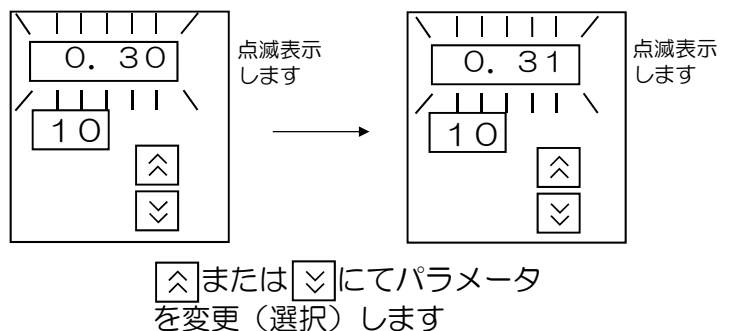 ０．３０
点滅表示
します
１０
０．３１
点滅表示
します
１０
または にてパラメータ
を変更（選択）します